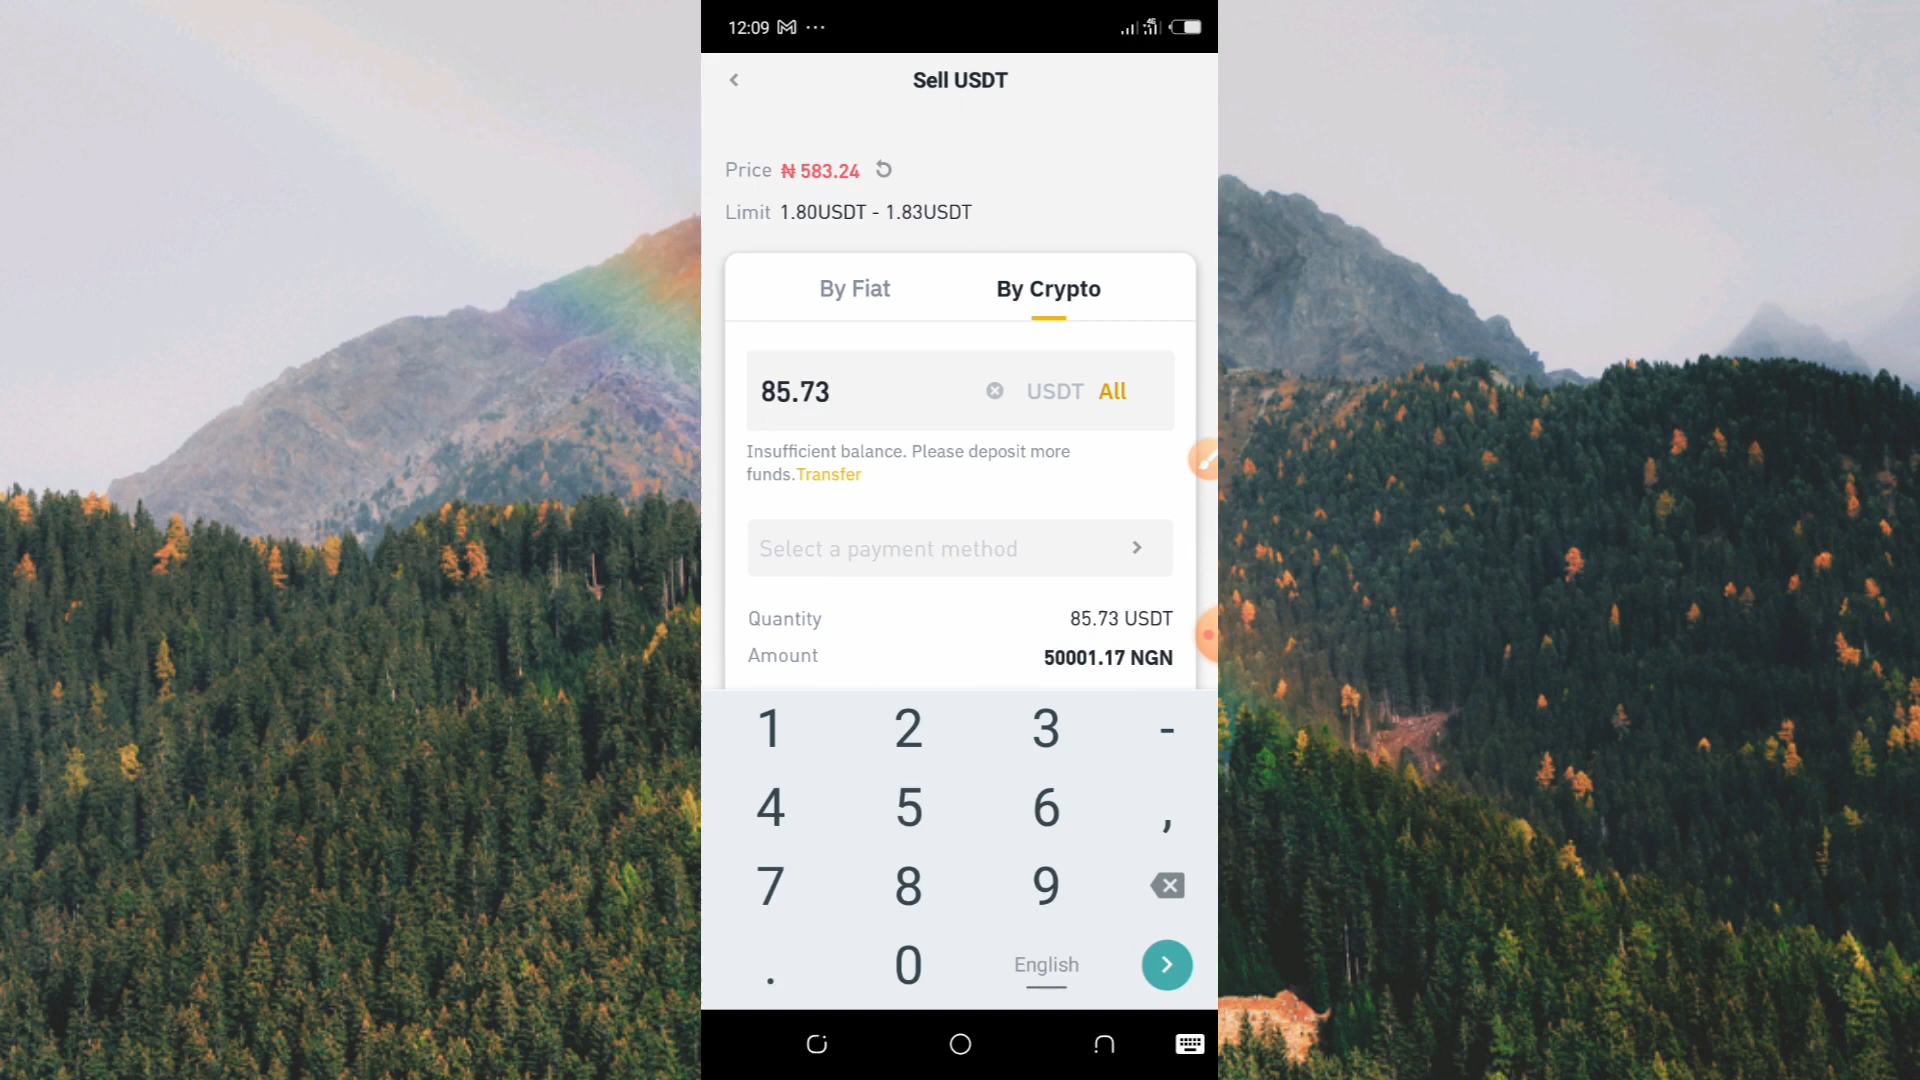 12:09
4G
Sell USDT
Price ₦ 583.24
Limit 1.80USDT - 1.83USDT
By Fiat By Crypto
85.73 USDT All
Insufficient balance. Please deposit more
funds.Transfer
Select a payment method
Quantity 85.73 USDT
Amount 50001.17 NGN
1 2 3 -
4 5 6 ,
7 8 9
. 0 English